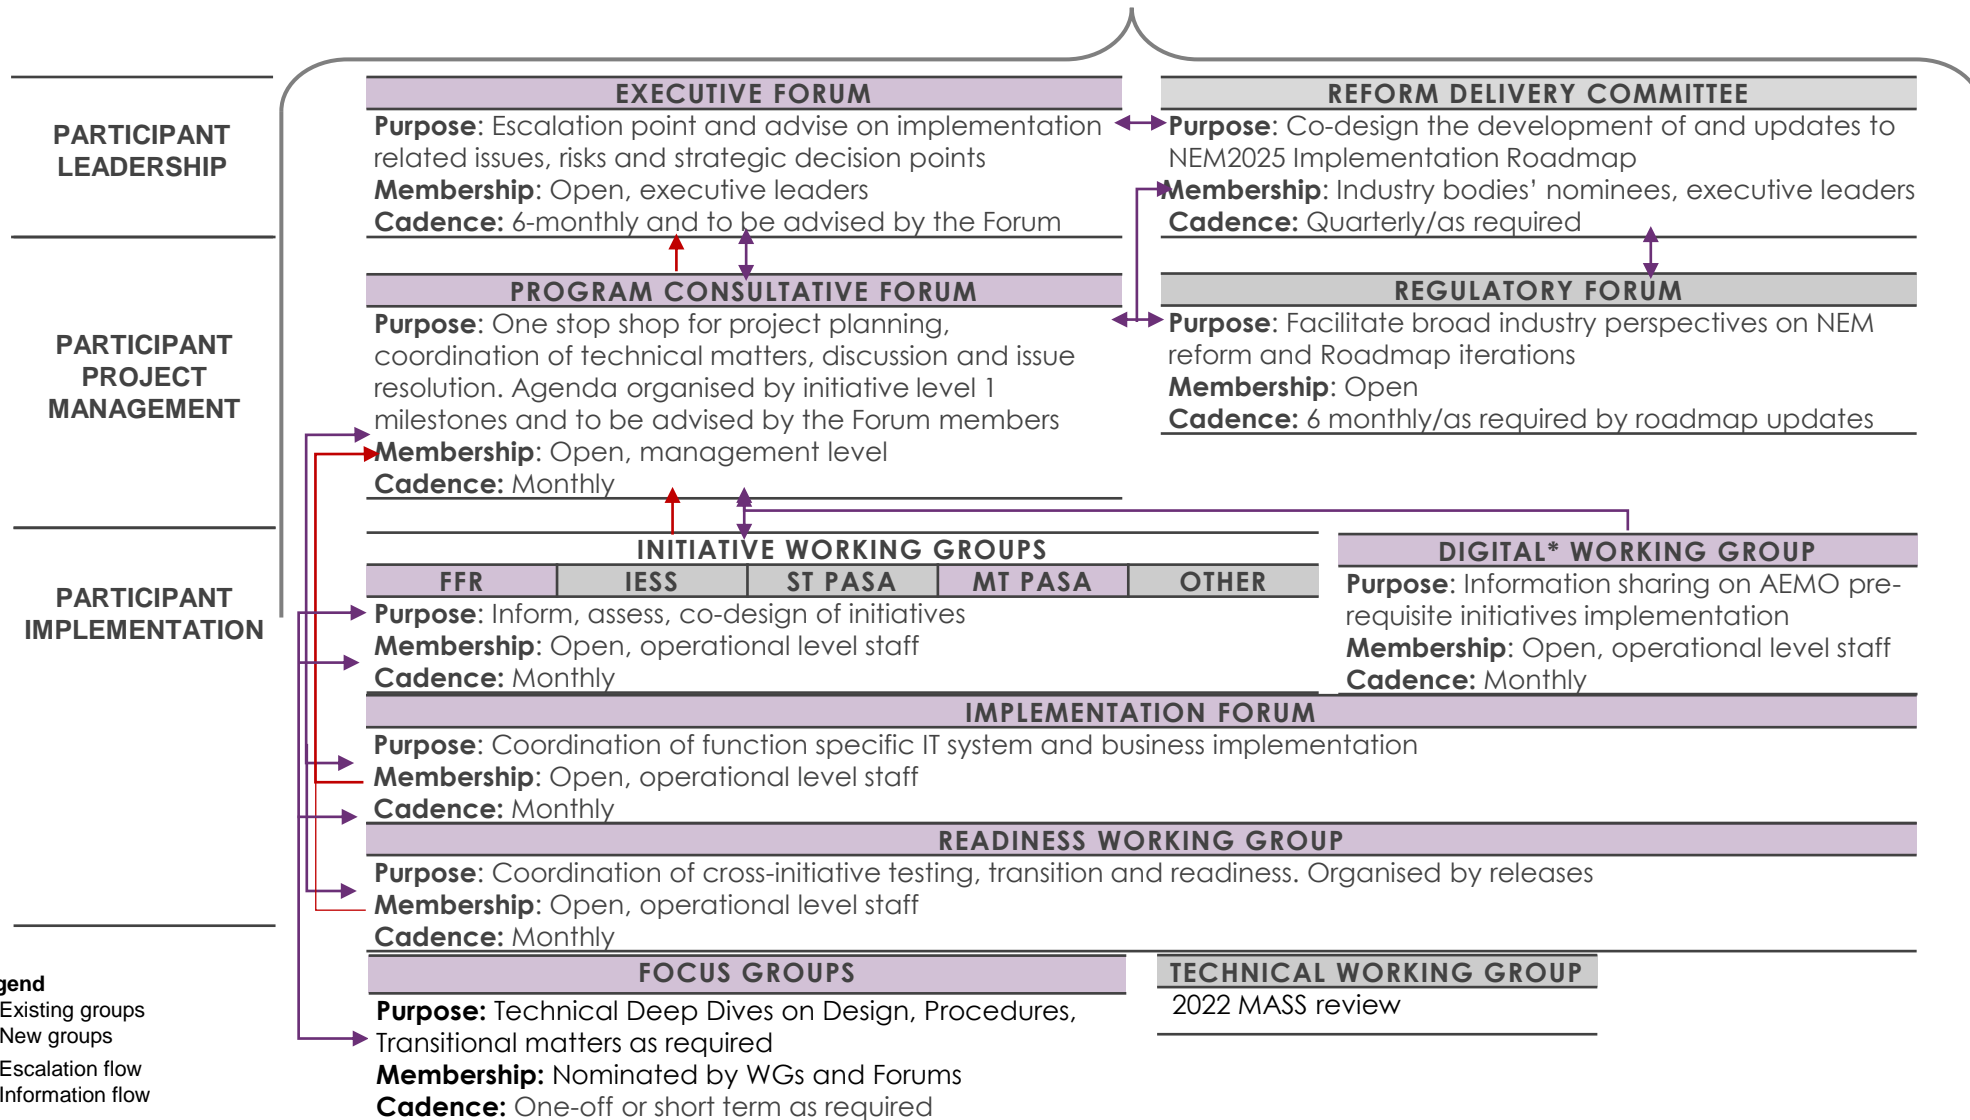 PARTICIPANT
LEADERSHIP
EXECUTIVE FORUM
Purpose: Escalation point and advise on implementation
related issues, risks and strategic decision points
Membership: Open, executive leaders
Cadence: 6-monthly and to be advised by the Forum
REFORM DELIVERY COMMITTEE
Purpose: Co-design the development of and updates to
NEM2025 Implementation Roadmap
Membership: Industry bodies’ nominees, executive leaders
Cadence: Quarterly/as required
PARTICIPANT
PROJECT
MANAGEMENT
PROGRAM CONSULTATIVE FORUM
Purpose: One stop shop for project planning,
coordination of technical matters, discussion and issue
resolution. Agenda organised by initiative level 1
milestones and to be advised by the Forum members
Membership: Open, management level
Cadence: Monthly
REGULATORY FORUM
Purpose: Facilitate broad industry perspectives on NEM
reform and Roadmap iterations
Membership: Open
Cadence: 6 monthly/as required by roadmap updates
PARTICIPANT
IMPLEMENTATION
INITIATIVE WORKING GROUPS
FFR IESS ST PASA MT PASA OTHER
Purpose: Inform, assess, co-design of initiatives
Membership: Open, operational level staff
Cadence: Monthly
DIGITAL* WORKING GROUP
Purpose: Information sharing on AEMO pre-
requisite initiatives implementation
Membership: Open, operational level staff
Cadence: Monthly
IMPLEMENTATION FORUM
Purpose: Coordination of function specific IT system and business implementation
Membership: Open, operational level staff
Cadence: Monthly
READINESS WORKING GROUP
Purpose: Coordination of cross-initiative testing, transition and readiness. Organised by releases
Membership: Open, operational level staff
Cadence: Monthly
FOCUS GROUPS
Purpose: Technical Deep Dives on Design, Procedures,
Transitional matters as required
Membership: Nominated by WGs and Forums
Cadence: One-off or short term as required
TECHNICAL WORKING GROUP
2022 MASS review
gend
Existing groups
New groups
Escalation flow
Information flow